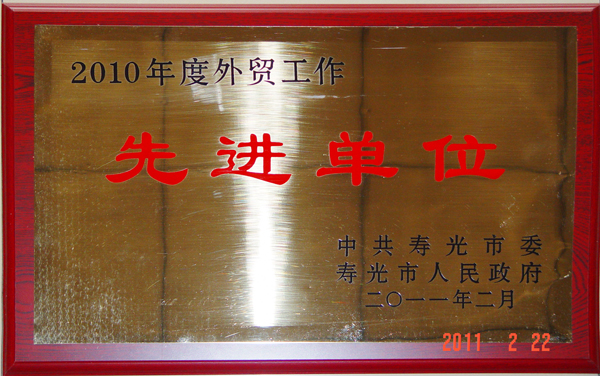 2010年度外贸工作
先进单位
中共寿光市委
寿光市人民政府
二〇一一年二月
2011 2 22